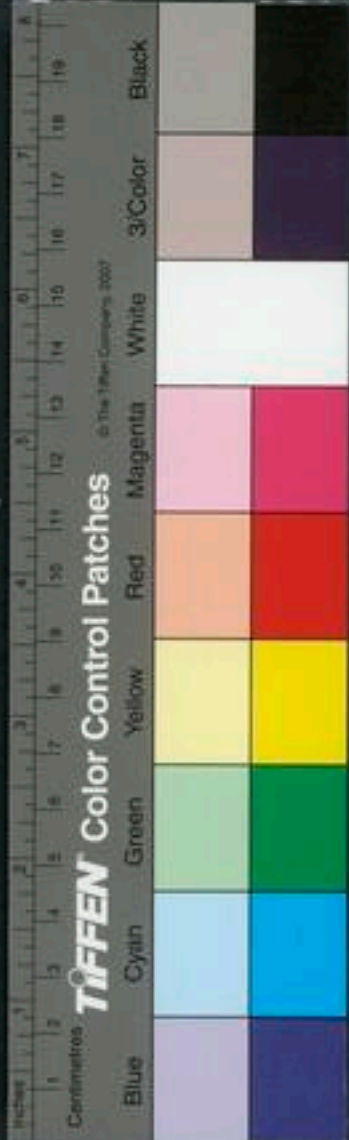 Inches
1 2 3 4 5 6 7 8
Centimetres
1 2 3 4 5 6 7 8 9 10 11 12 13 14 15 16 17 18 19
TIFFEN Color Control Patches
© The Tiffen Company, 2007
Blue Cyan Green Yellow Red Magenta White 3/Color Black